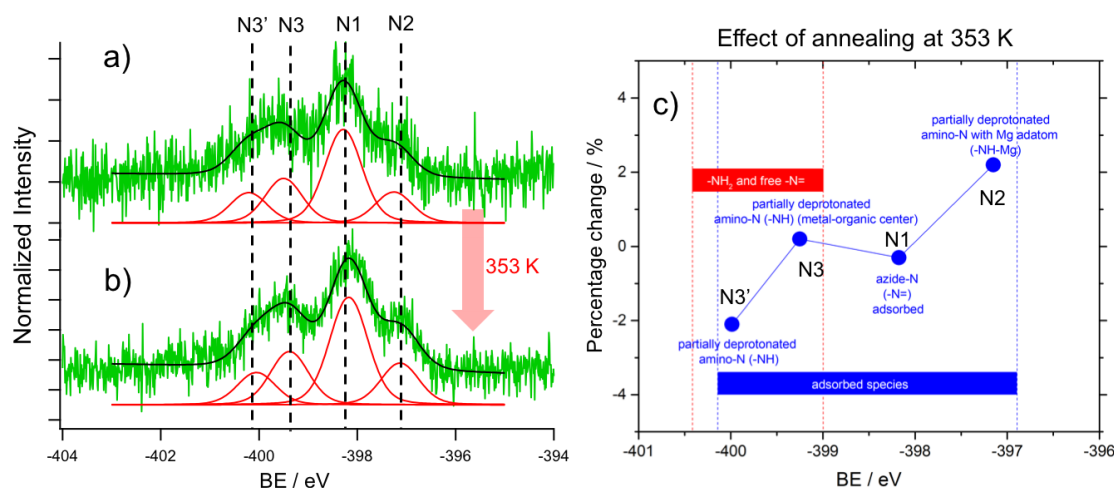 N3’ N3 N1 N2
a)
Normalized Intensity
353 K
b)
-404 -402 -400 -398 -396 -394
BE / eV
Effect of annealing at 353 K
c)
4
2
0
-2
-4
Percentage change / %
partially deprotonated
amino-N with Mg adatom
(-NH-Mg)
N2
-NH2 and free -N=
partially deprotonated
amino-N (-NH) (metal-organic center)
N3
N1
azide-N
(-N=)
adsorbed
N3’
partially deprotonated
amino-N (-NH)
adsorbed species
-401 -400 -399 -398 -397 -396
BE / eV